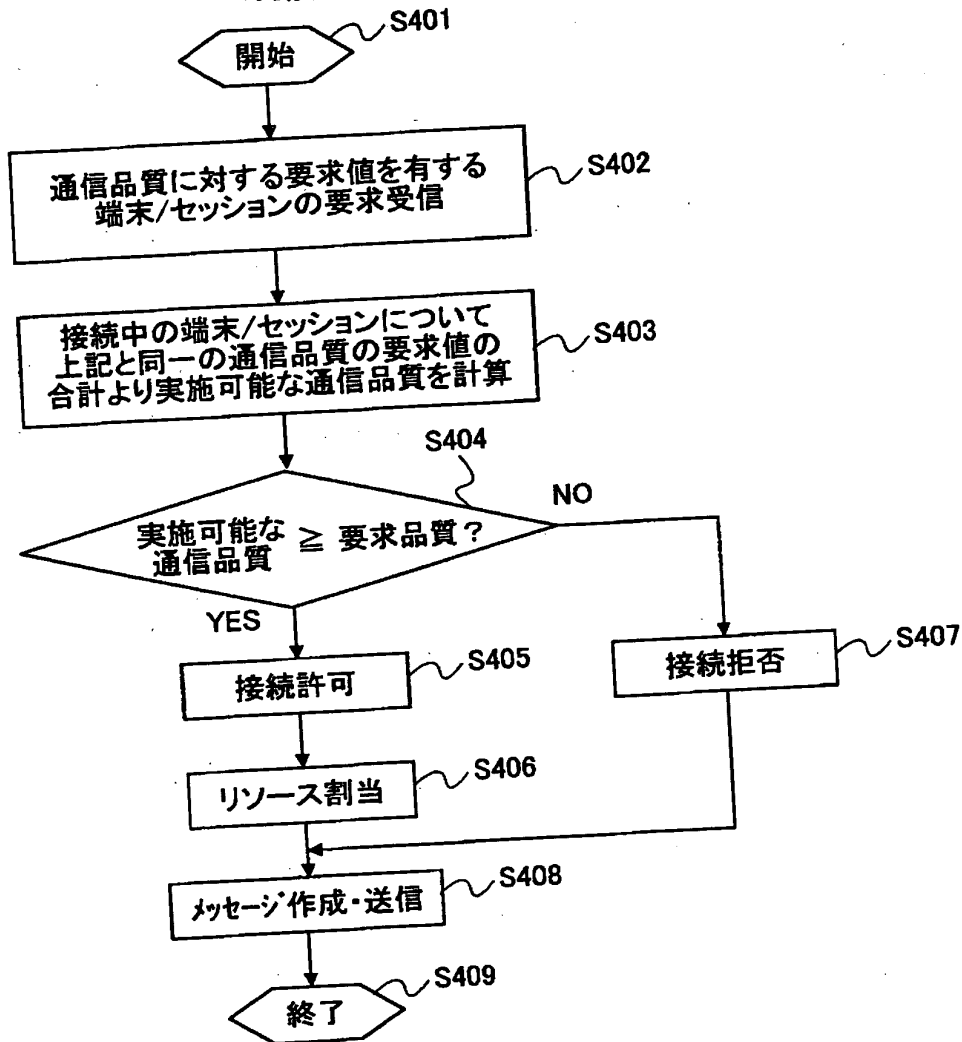 S401
開始
S402
通信品質に対する要求値を有する
端末/セッションの要求受信
S403
接続中の端末/セッションについて
上記と同一の通信品質の要求値の
合計より実施可能な通信品質を計算
S404
実施可能な
通信品質
≧ 要求品質?
NO
YES
S405
接続許可
S407
接続拒否
S406
リソース割当
S408
メッセージ作成・送信
S409
終了